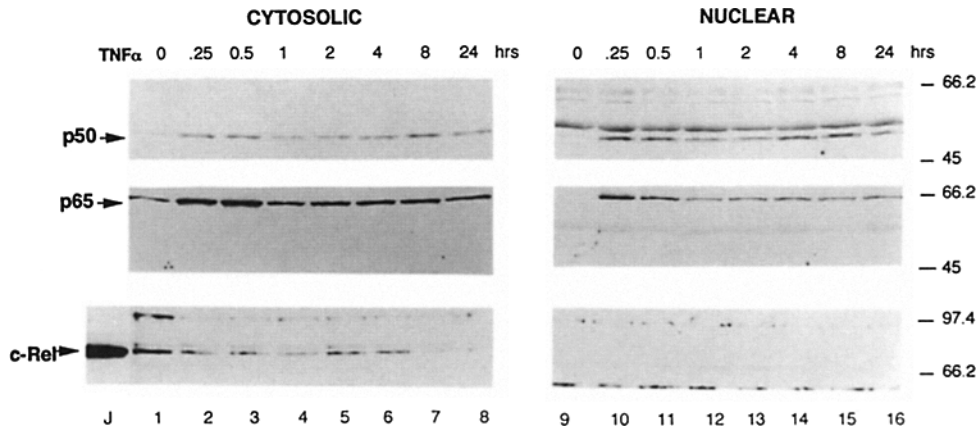 CYTOSOLIC NUCLEAR
TNFα 0 .25 0.5 1 2 4 8 24 hrs 0 .25 0.5 1 2 4 8 24 hrs
66.2
p50
45
p65 66.2
45
97.4
c-Rel
66.2
J 1 2 3 4 5 6 7 8 9 10 11 12 13 14 15 16